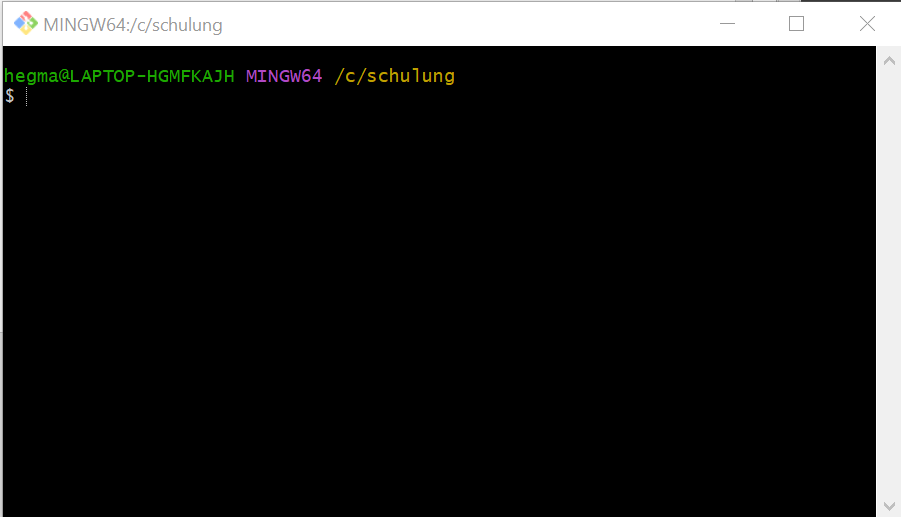 MINGW64:/c/schulung
hegma@LAPTOP-HGMFKAJH MINGW64 /c/schulung
$